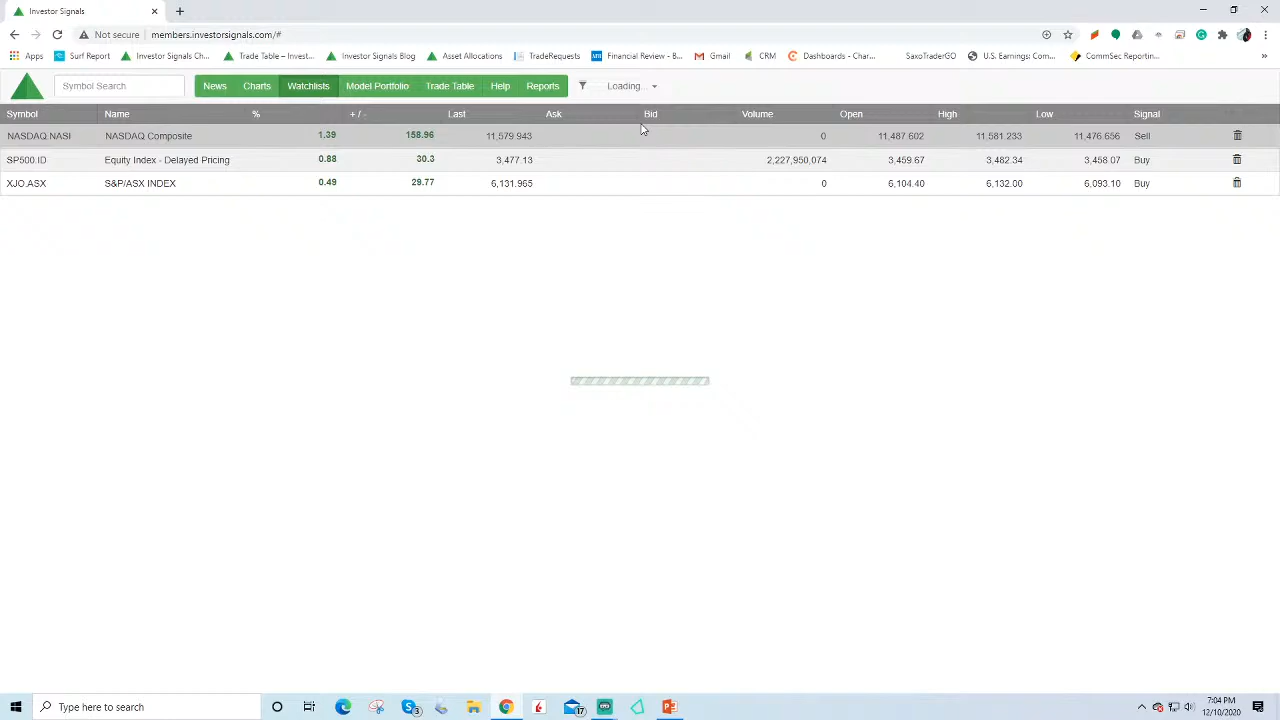 Investor Signals
Not secure members.investorsignals.com/#
Apps Surf Report Investor Signals Ch... Trade Table – Invest... Investor Signals Blog Asset Allocations TradeRequests Financial Review - B... Gmail CRM Dashboards - Char... SaxoTraderGO U.S. Earnings: Com... CommSec Reportin... »
Symbol Search News Charts Watchlists Model Portfolio Trade Table Help Reports Loading...
Symbol Name % + / - Last Ask Bid Volume Open High Low Signal
NASDAQ.NASI NASDAQ Composite 1.39 158.96 11,579.943 0 11,487.602 11,581.233 11,476.656 Sell
SP500.ID Equity Index - Delayed Pricing 0.88 30.3 3,477.13 2,227,950,074 3,459.67 3,482.34 3,458.07 Buy
XJO.ASX S&P/ASX INDEX 0.49 29.77 6,131.965 0 6,104.40 6,132.00 6,093.10 Buy
Type here to search 3 17 7:04 PM
12/10/2020